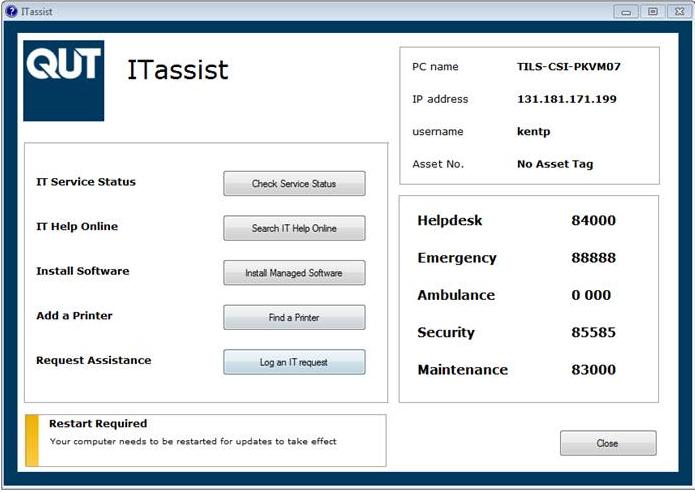 ITassist
QUT
ITassist
PC name TILS-CSI-PKVM07
IP address 131.181.171.199
username kentp
Asset No. No Asset Tag
IT Service Status Check Service Status
IT Help Online Search IT Help Online
Install Software Install Managed Software
Add a Printer Find a Printer
Request Assistance Log an IT request
Helpdesk 84000
Emergency 88888
Ambulance 0 000
Security 85585
Maintenance 83000
Restart Required
Your computer needs to be restarted for updates to take effect
Close